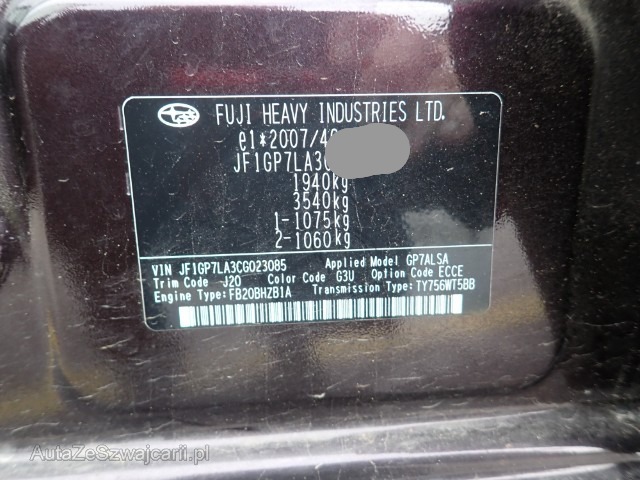 FUJI HEAVY INDUSTRIES LTD.
e1*2007/4
JF1GP7LA3
1940kg
3540kg
1-1075kg
2-1060kg
VIN JF1GP7LA3CG023085 Applied Model GP7ALSA
Trim Code -J20 Color Code G3U Option Code ECCE
Engine Type:FB20BHZB1A Transmission Type:TY756WT5BB
AutaZeSzwajcarii.pl